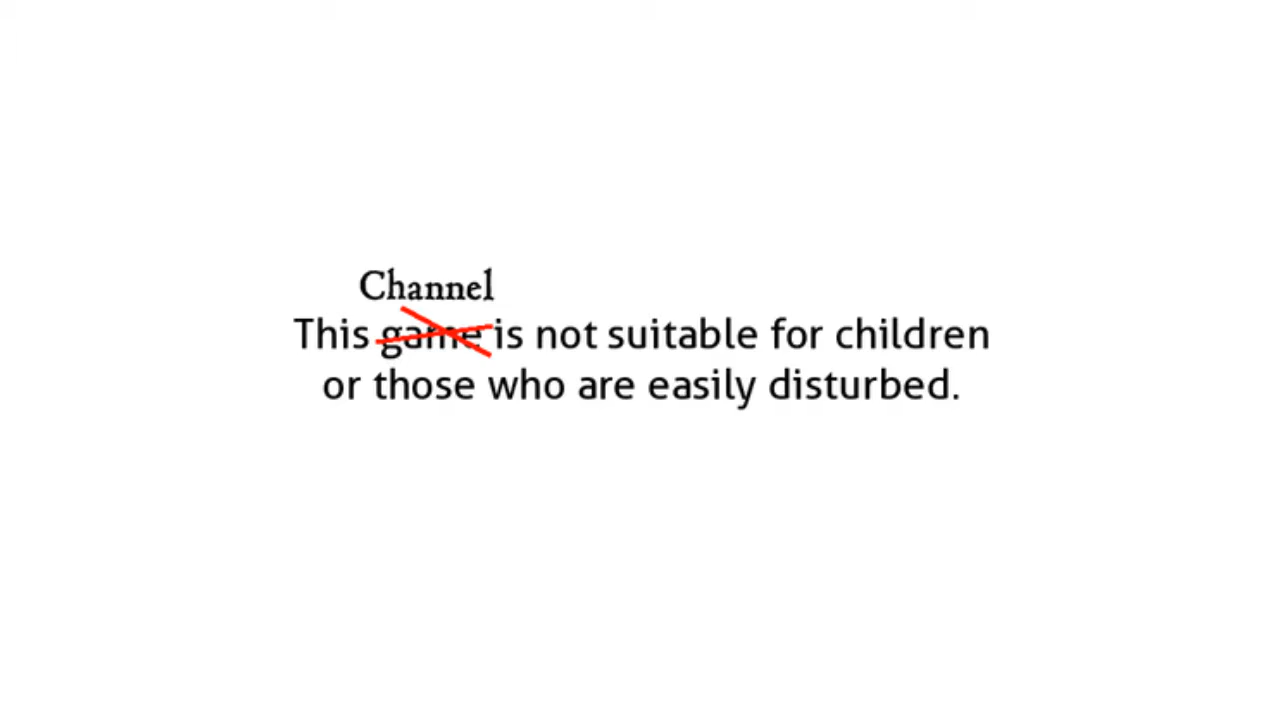 Channel
This game is not suitable for children
or those who are easily disturbed.